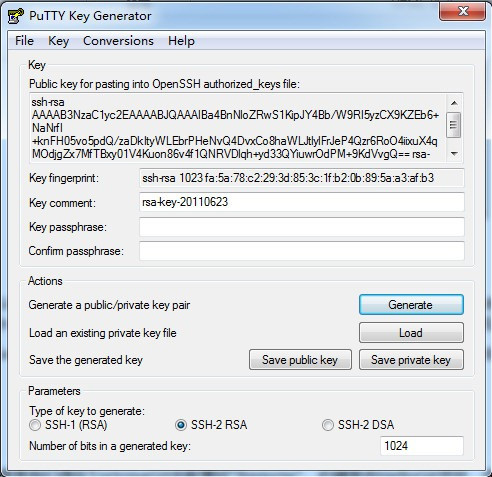 PuTTY Key Generator
File Key Conversions Help
Key
Public key for pasting into OpenSSH authorized_keys file:
ssh-rsa
AAAAB3NzaC1yc2EAAAABJQAAAIBa4BnNloZRwS1KipJY4Bb/W9RI5yzCX9KZEb6+
NaNrfI
+knFH05vo5pdQ/zaDkItyWLEbrPHeNvQ4DvxCo8haWLJtlyIFrJeP4Qzr6RoO4iixuX4q
MOdjgZx7MfTBxy01V4Kuon86v4f1QNRVDlqh+yd33QYiuwrOdPM+9KdVvgQ== rsa-
Key fingerprint: ssh-rsa 1023 fa:5a:78:c2:29:3d:85:3c:1f:b2:0b:89:5a:a3:af:b3
Key comment: rsa-key-20110623
Key passphrase:
Confirm passphrase:
Actions
Generate a public/private key pair Generate
Load an existing private key file Load
Save the generated key Save public key Save private key
Parameters
Type of key to generate:
SSH-1 (RSA) SSH-2 RSA SSH-2 DSA
Number of bits in a generated key: 1024